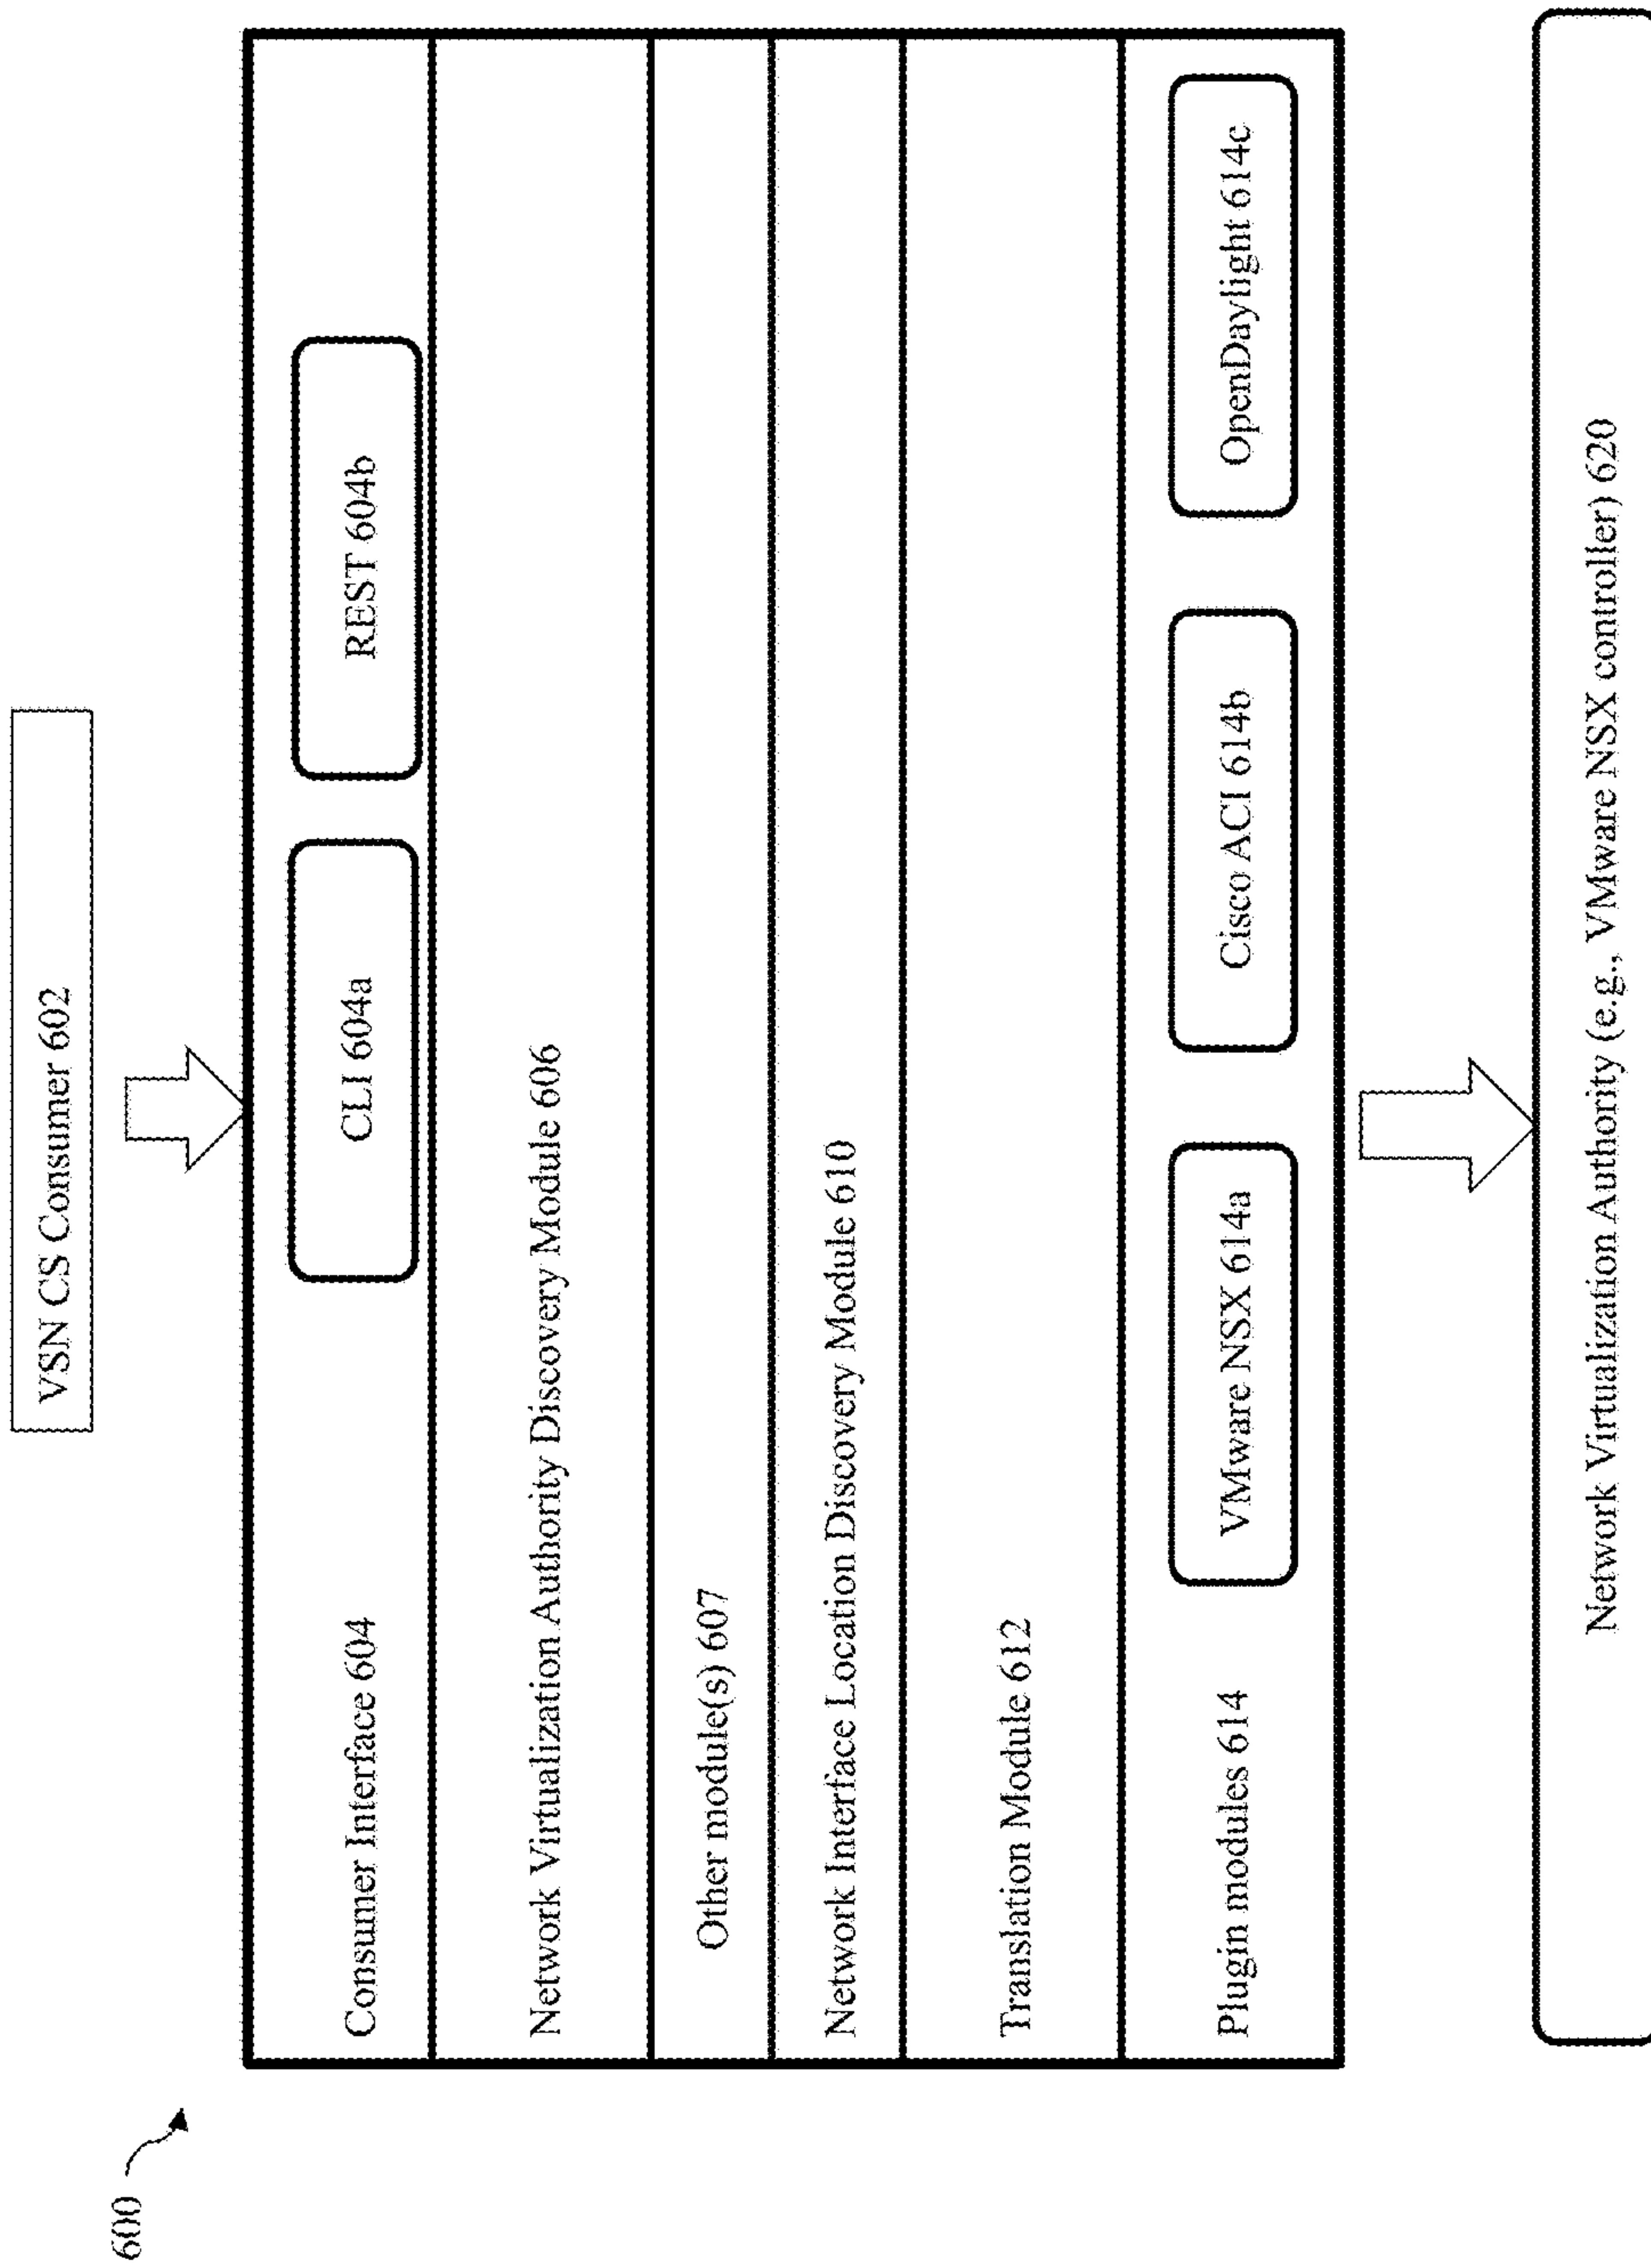 600
VSN CS Consumer 602
Consumer Interface 604
CLI 604a
REST 604b
Network Virtualization Authority Discovery Module 606
Other module(s) 607
Network Interface Location Discovery Module 610
Translation Module 612
Plugin modules 614
VMware NSX 614a
Cisco ACI 614b
OpenDaylight 614c
Network Virtualization Authority (e.g., VMware NSX controller) 620